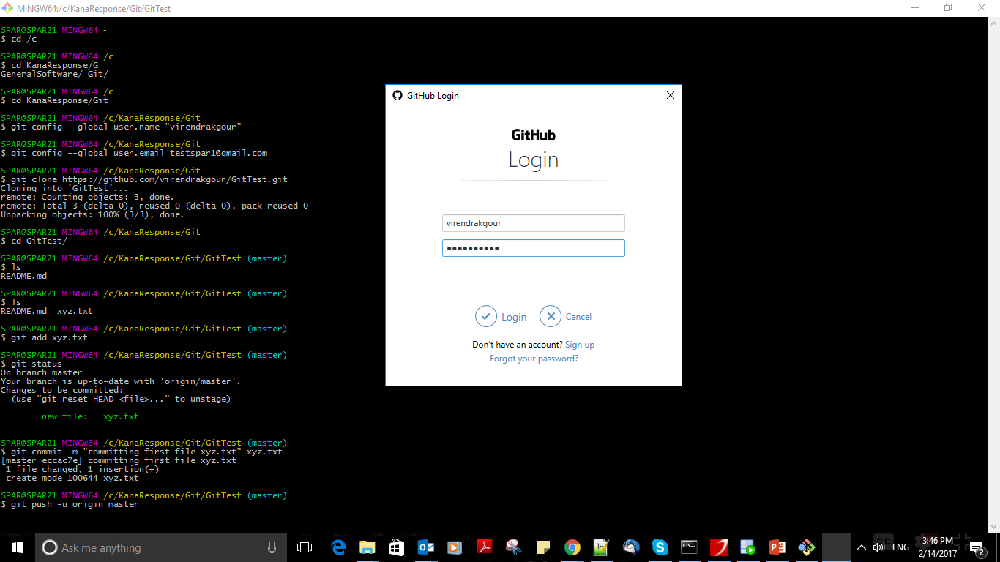 MINGW64:/c/KanaResponse/Git/GitTest
SPAR@SPAR21 MINGW64 ~
$ cd /c
SPAR@SPAR21 MINGW64 /c
$ cd KanaResponse/G
GeneralSoftware/ Git/
SPAR@SPAR21 MINGW64 /c
$ cd KanaResponse/Git
SPAR@SPAR21 MINGW64 /c/KanaResponse/Git
$ git config --global user.name "virendrakgour"
SPAR@SPAR21 MINGW64 /c/KanaResponse/Git
$ git config --global user.email testspar1@gmail.com
SPAR@SPAR21 MINGW64 /c/KanaResponse/Git
$ git clone https://github.com/virendrakgour/GitTest.git
Cloning into 'GitTest'...
remote: Counting objects: 3, done.
remote: Total 3 (delta 0), reused 0 (delta 0), pack-reused 0
Unpacking objects: 100% (3/3), done.
SPAR@SPAR21 MINGW64 /c/KanaResponse/Git
$ cd GitTest/
SPAR@SPAR21 MINGW64 /c/KanaResponse/Git/GitTest (master)
$ ls
README.md
SPAR@SPAR21 MINGW64 /c/KanaResponse/Git/GitTest (master)
$ ls
README.md  xyz.txt
SPAR@SPAR21 MINGW64 /c/KanaResponse/Git/GitTest (master)
$ git add xyz.txt
SPAR@SPAR21 MINGW64 /c/KanaResponse/Git/GitTest (master)
$ git status
On branch master
Your branch is up-to-date with 'origin/master'.
Changes to be committed:
  (use "git reset HEAD <file>..." to unstage)
        new file:   xyz.txt
SPAR@SPAR21 MINGW64 /c/KanaResponse/Git/GitTest (master)
$ git commit -m "committing first file xyz.txt" xyz.txt
[master eccac7e] committing first file xyz.txt
 1 file changed, 1 insertion(+)
 create mode 100644 xyz.txt
SPAR@SPAR21 MINGW64 /c/KanaResponse/Git/GitTest (master)
$ git push -u origin master
GitHub Login
GitHub
Login
virendrakgour
••••••••••
Login
Cancel
Don't have an account? Sign up
Forgot your password?
Ask me anything
ENG
3:46 PM
2/14/2017
2